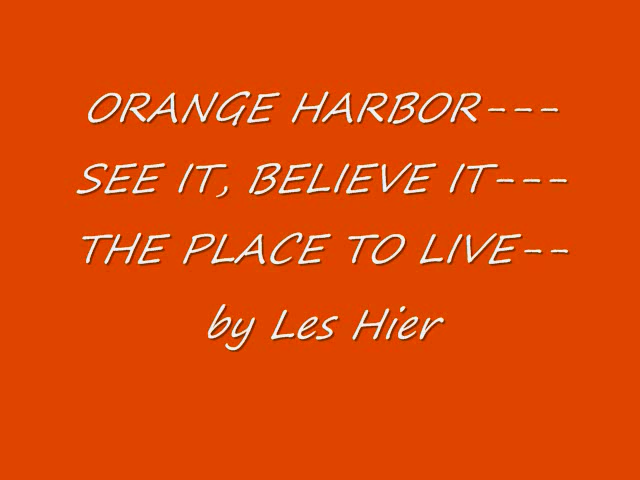 ORANGE HARBOR---
SEE IT, BELIEVE IT---
THE PLACE TO LIVE--
by Les Hier